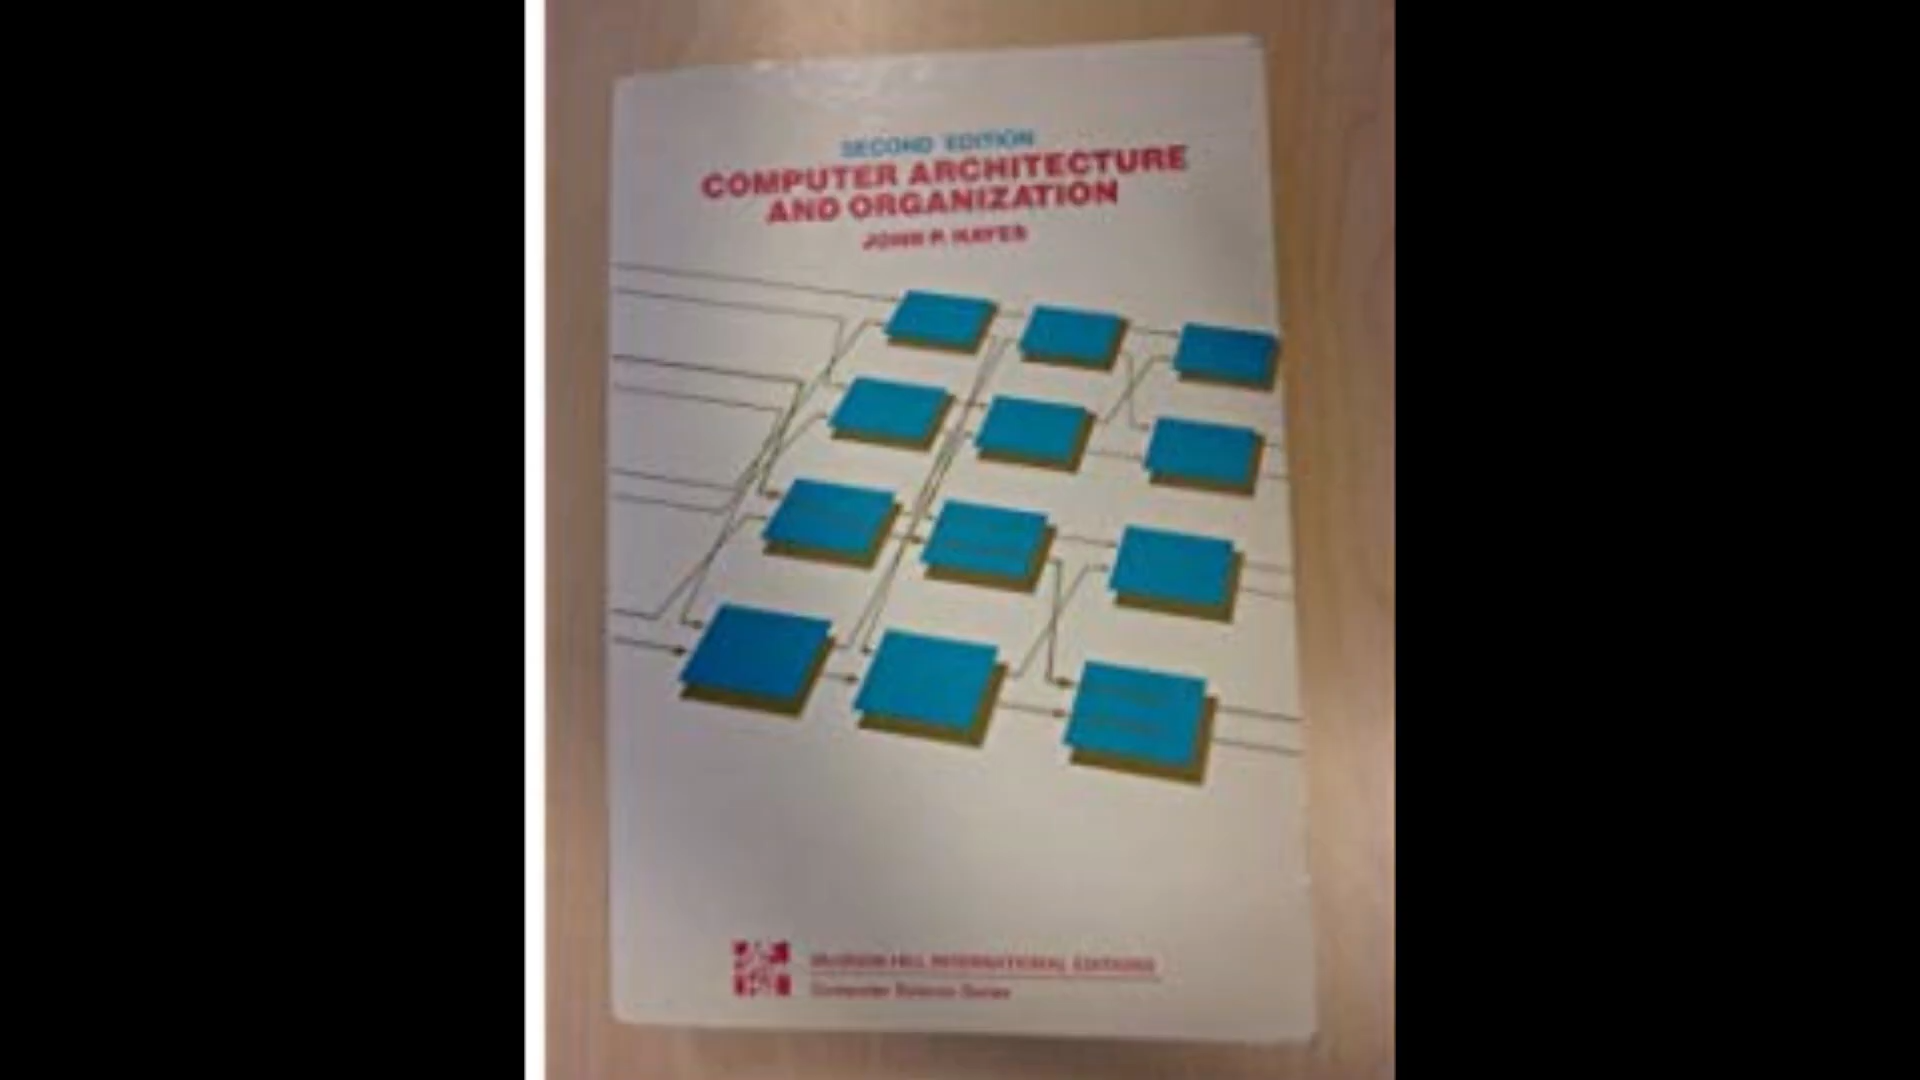 SECOND EDITION
COMPUTER ARCHITECTURE
AND ORGANIZATION
JOHN P. HAYES
McGRAW-HILL INTERNATIONAL EDITIONS
Computer Science Series